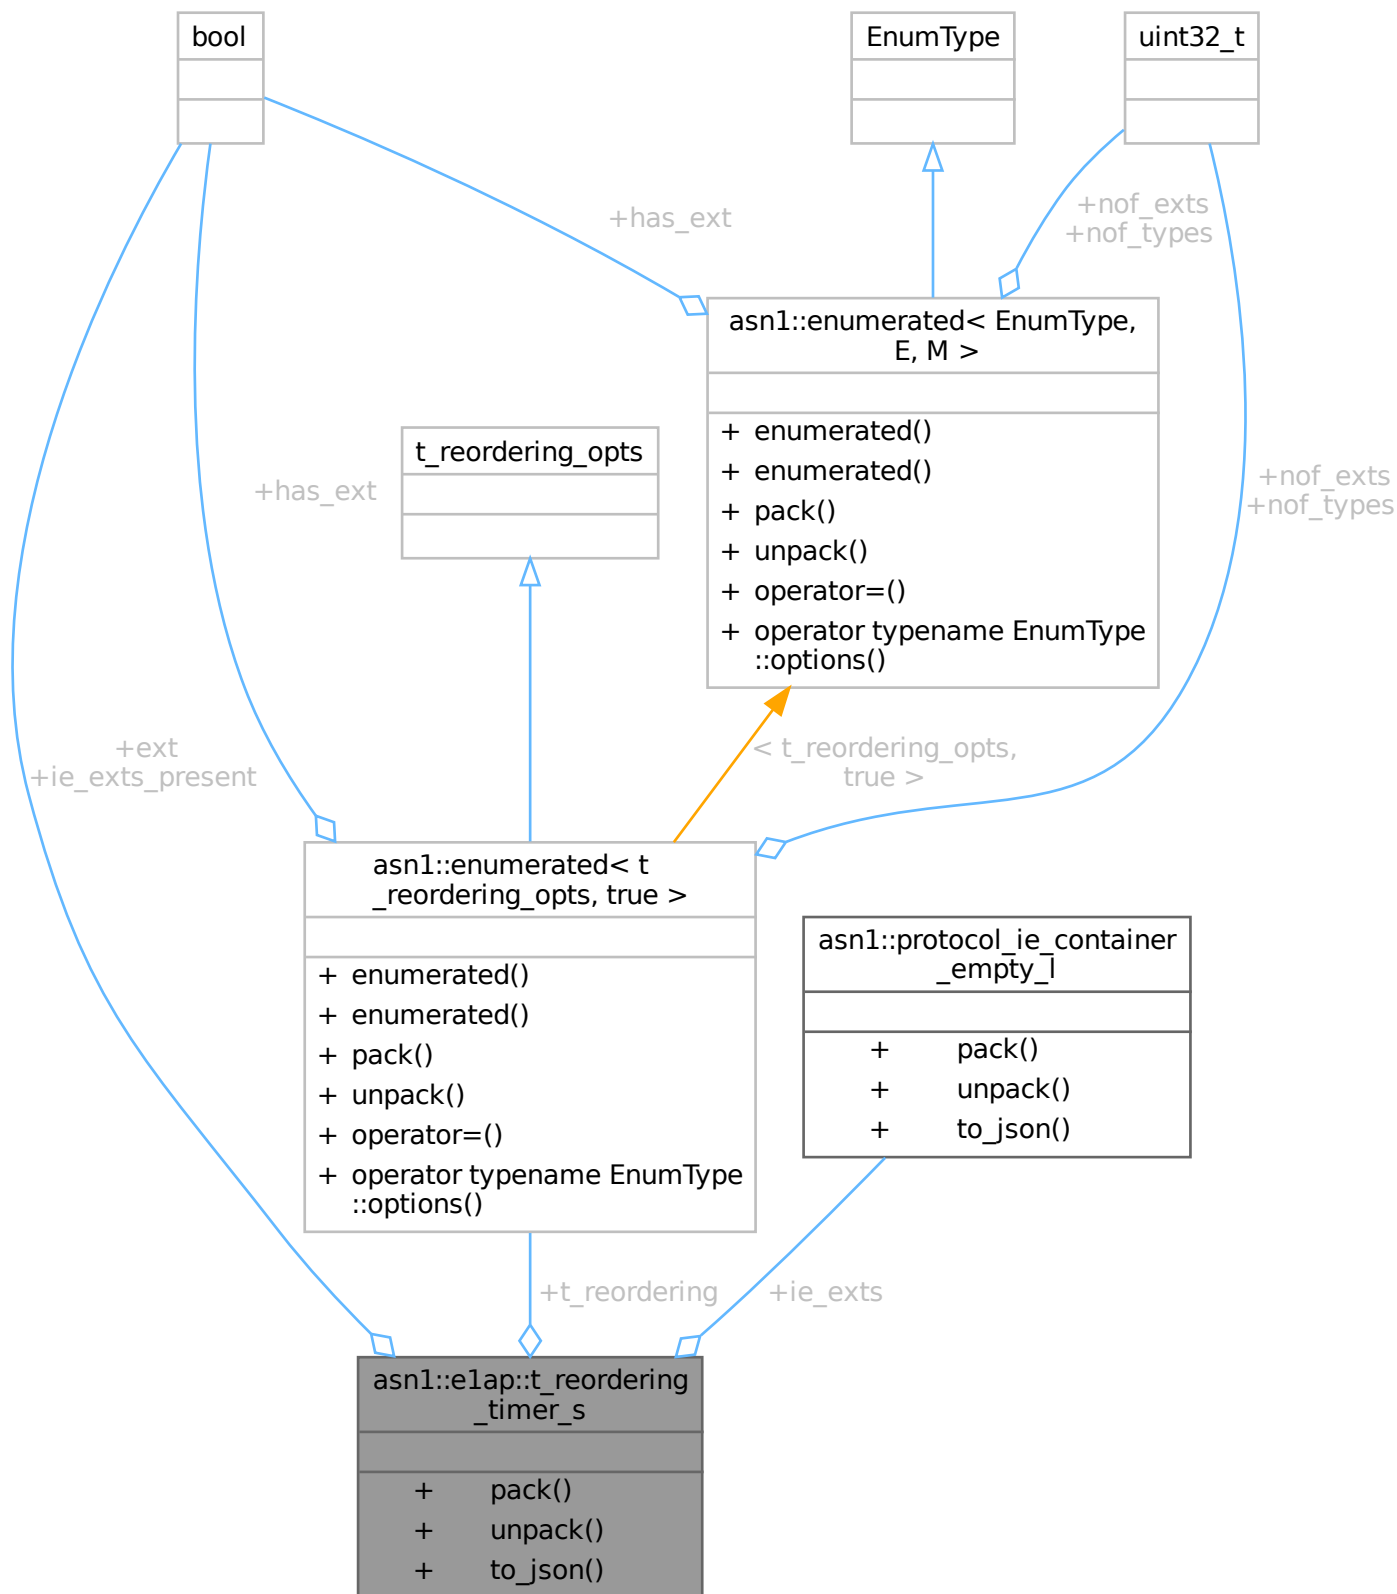 bool
EnumType
uint32_t
+has_ext
+nof_exts
+nof_types
asn1::enumerated< EnumType,
E, M >
+ enumerated()
+ enumerated()
+ pack()
+ unpack()
+ operator=()
+ operator typename EnumType
::options()
t_reordering_opts
+has_ext
+nof_exts
+nof_types
+ext
+ie_exts_present
< t_reordering_opts,
true >
asn1::enumerated< t
_reordering_opts, true >
+ enumerated()
+ enumerated()
+ pack()
+ unpack()
+ operator=()
+ operator typename EnumType
::options()
asn1::protocol_ie_container
_empty_l
+ pack()
+ unpack()
+ to_json()
+t_reordering
+ie_exts
asn1::e1ap::t_reordering
_timer_s
+ pack()
+ unpack()
+ to_json()